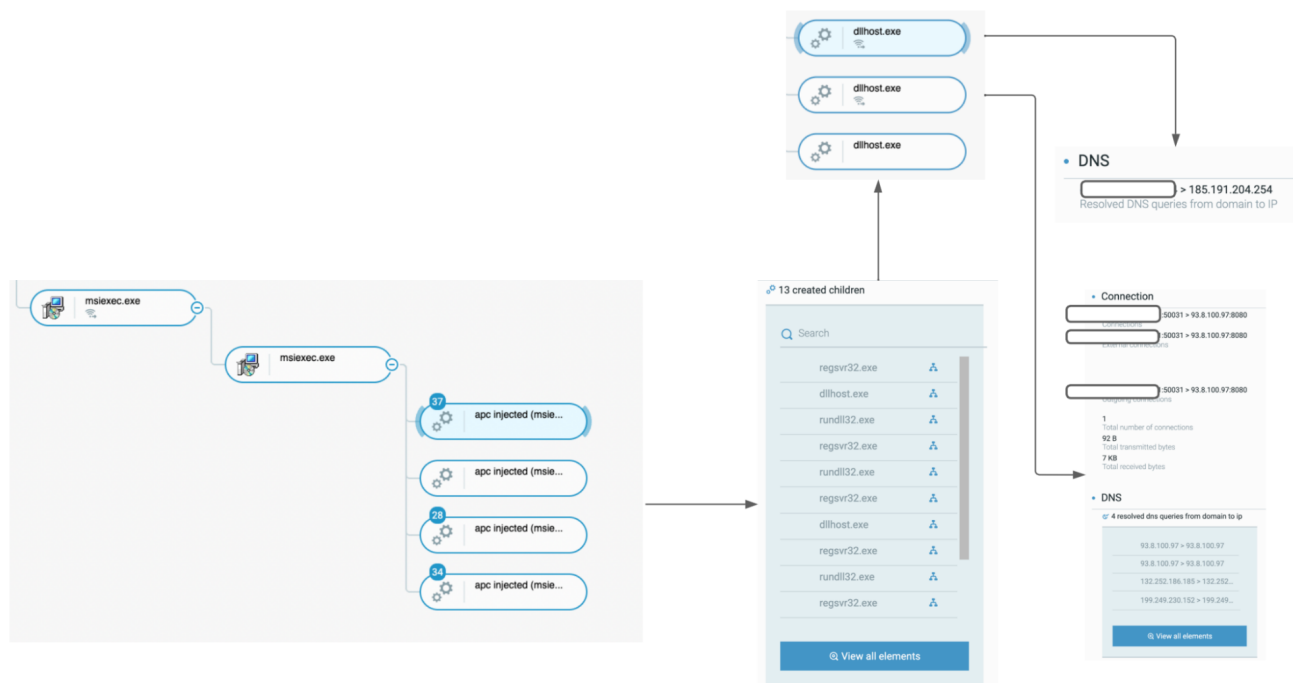 dllhost.exe
dllhost.exe
dllhost.exe
DNS
> 185.191.204.254
Resolved DNS queries from domain to IP
msiexec.exe
msiexec.exe
37
apc injected (msie...
apc injected (msie...
28
apc injected (msie...
34
apc injected (msie...
13 created children
Search
regsvr32.exe
dllhost.exe
rundll32.exe
regsvr32.exe
rundll32.exe
regsvr32.exe
dllhost.exe
regsvr32.exe
rundll32.exe
regsvr32.exe
View all elements
Connection
:50031 > 93.8.100.97:8080
Connections
:50031 > 93.8.100.97:8080
External connections
:50031 > 93.8.100.97:8080
Outgoing connections
1
Total number of connections
92 B
Total transmitted bytes
7 KB
Total received bytes
DNS
4 resolved dns queries from domain to ip
93.8.100.97 > 93.8.100.97
93.8.100.97 > 93.8.100.97
132.252.186.185 > 132.252...
199.249.230.152 > 199.249...
View all elements